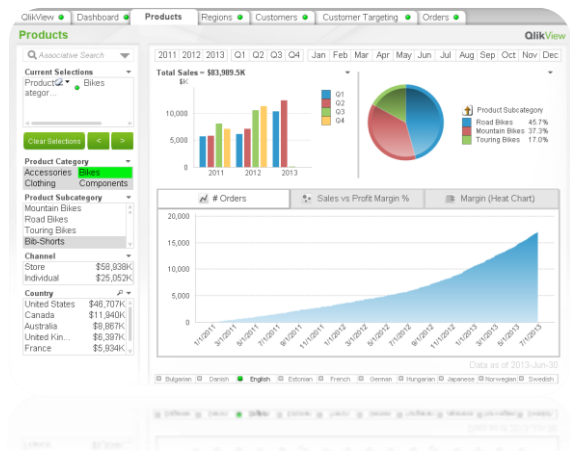 QlikView Dashboard Products Regions Customers Customer Targeting Orders
Products
QlikView
Associative Search
2011 2012 2013 Q1 Q2 Q3 Q4 Jan Feb Mar Apr May Jun Jul Aug Sep Oct Nov Dec
Current Selections
Product
ategor...
Bikes
Clear Selections < >
Product Category
Accessories Bikes
Clothing Components
Product Subcategory
Mountain Bikes
Road Bikes
Touring Bikes
Bib-Shorts
Channel
Store $58,938K
Individual $25,052K
Country
United States $46,707K
Canada $11,940K
Australia $8,867K
United Kin... $6,397K
France $5,934K
Total Sales = $83,989.5K
$K
10,000
5,000
0
2011 2012 2013
Q1
Q2
Q3
Q4
Product Subcategory
Road Bikes 45.7%
Mountain Bikes 37.3%
Touring Bikes 17.0%
# Orders Sales vs Profit Margin % Margin (Heat Chart)
20,000
15,000
10,000
5,000
0
1/1/2011 3/1/2011 5/1/2011 7/1/2011 9/1/2011 11/1/2011 1/1/2012 3/1/2012 5/1/2012 7/1/2012 9/1/2012 11/1/2012 1/1/2013 3/1/2013 5/1/2013 7/1/2013
Data as of 2013-Jun-30
Bulgarian Danish English Estonian French German Hungarian Japanese Norwegian Swedish